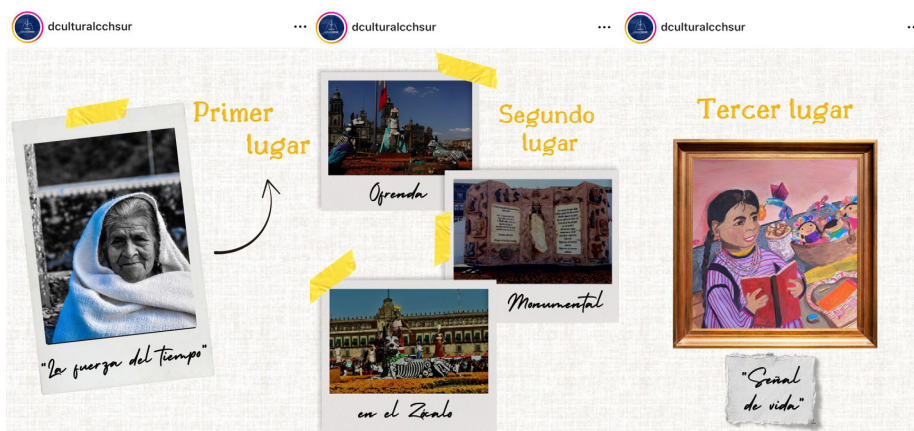 dculturalcchsur
Primer
lugar
"La fuerza del tiempo"
dculturalcchsur
Segundo
lugar
Ofrenda
Monumental
en el Zócalo
dculturalcchsur
Tercer lugar
"Señal
de vida"